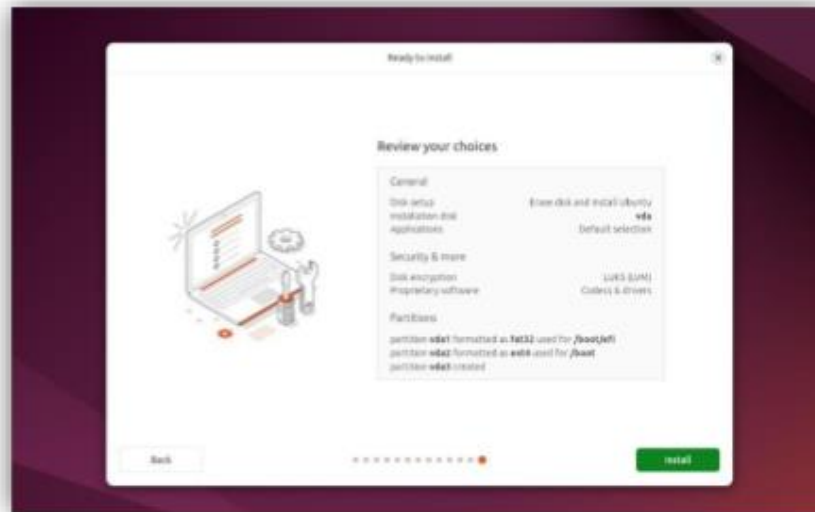 Ready to install
Review your choices
General
Disk setup Erase disk and install Ubuntu
Installation disk vda
Applications Default selection
Security & more
Disk encryption LUKS (LVM)
Proprietary software Codecs & drivers
Partitions
partition vda1 formatted as fat32 used for /boot/efi
partition vda2 formatted as ext4 used for /boot
partition vda3 created
Back
Install